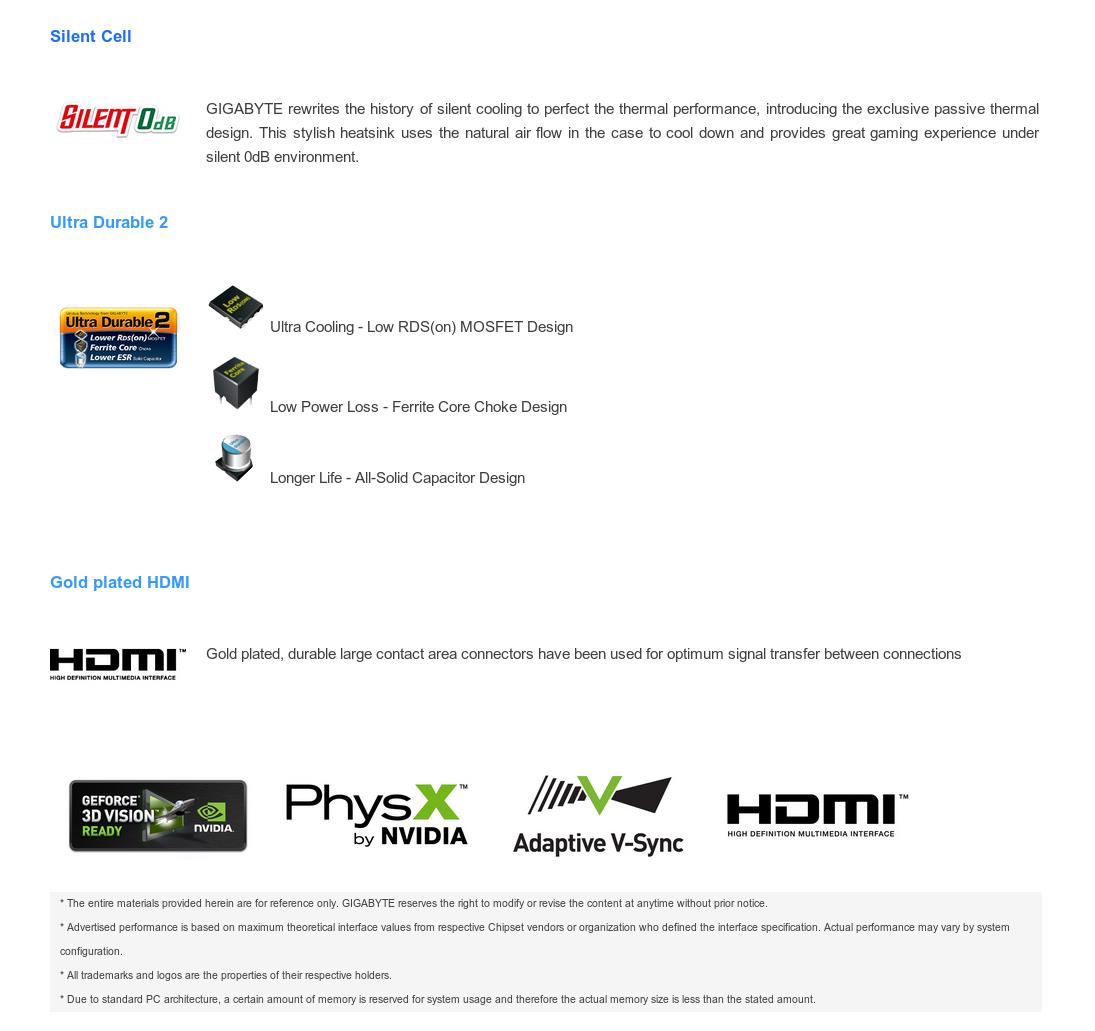 Silent Cell
SILENT 0dB
GIGABYTE rewrites the history of silent cooling to perfect the thermal performance, introducing the exclusive passive thermal
design. This stylish heatsink uses the natural air flow in the case to cool down and provides great gaming experience under
silent 0dB environment.
Ultra Durable 2
Unique Technology from GIGABYTE
Ultra Durable 2
Lower RDS(on) MOSFET
Ferrite Core Choke
Lower ESR Solid Capacitor
Low
RDS(on)
Ultra Cooling - Low RDS(on) MOSFET Design
Ferrite
Core
Low Power Loss - Ferrite Core Choke Design
Longer Life - All-Solid Capacitor Design
Gold plated HDMI
HDMI™
HIGH DEFINITION MULTIMEDIA INTERFACE
Gold plated, durable large contact area connectors have been used for optimum signal transfer between connections
GEFORCE®
3D VISION™
READY
NVIDIA.
PhysX™
by NVIDIA
Adaptive V-Sync
HDMI™
HIGH DEFINITION MULTIMEDIA INTERFACE
* The entire materials provided herein are for reference only. GIGABYTE reserves the right to modify or revise the content at anytime without prior notice.
* Advertised performance is based on maximum theoretical interface values from respective Chipset vendors or organization who defined the interface specification. Actual performance may vary by system
configuration.
* All trademarks and logos are the properties of their respective holders.
* Due to standard PC architecture, a certain amount of memory is reserved for system usage and therefore the actual memory size is less than the stated amount.